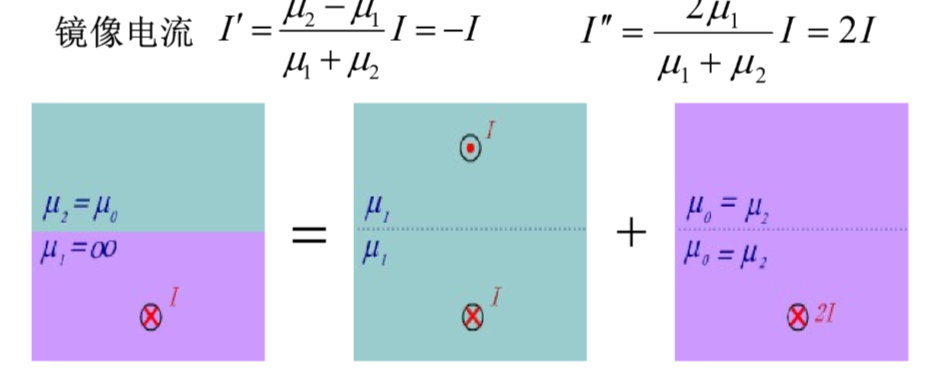 镜像电流 I′ = (μ₂ − μ₁)/(μ₁ + μ₂) I = −I    I″ = 2μ₁/(μ₁ + μ₂) I = 2I
I
μ₂ = μ₀ μ₁ μ₀ = μ₂
= +
μ₁ = ∞ μ₁ μ₀ = μ₂
I I 2I